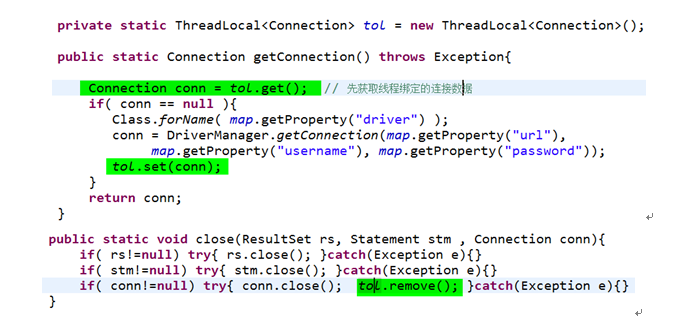 private static ThreadLocal<Connection> tol = new ThreadLocal<Connection>();
public static Connection getConnection() throws Exception{
Connection conn = tol.get(); // 先获取线程绑定的连接数据
if( conn == null ){
Class.forName( map.getProperty("driver") );
conn = DriverManager.getConnection(map.getProperty("url"),
map.getProperty("username"), map.getProperty("password"));
tol.set(conn);
}
return conn;
}
public static void close(ResultSet rs, Statement stm , Connection conn){
if( rs!=null) try{ rs.close(); }catch(Exception e){}
if( stm!=null) try{ stm.close(); }catch(Exception e){}
if( conn!=null) try{ conn.close(); tol.remove(); }catch(Exception e){}
}